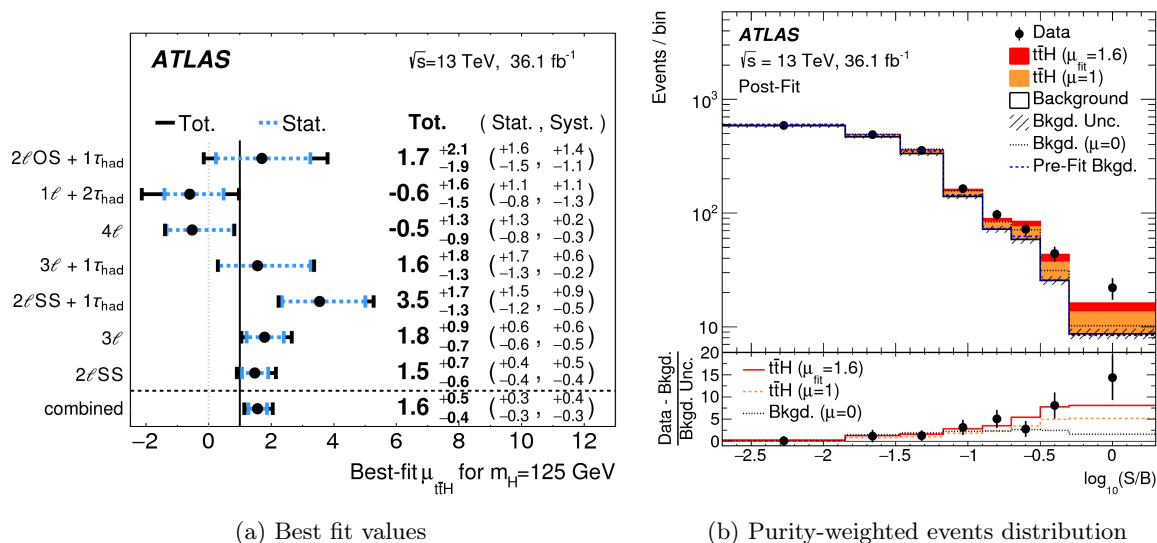 ATLAS
√s=13 TeV, 36.1 fb⁻¹
Tot. Stat. Tot. ( Stat. , Syst. )
2ℓOS + 1τhad 1.7 +2.1 −1.9 ( +1.6 −1.5 , +1.4 −1.1 )
1ℓ + 2τhad -0.6 +1.6 −1.5 ( +1.1 −0.8 , +1.1 −1.3 )
4ℓ -0.5 +1.3 −0.9 ( +1.3 −0.8 , +0.2 −0.3 )
3ℓ + 1τhad 1.6 +1.8 −1.3 ( +1.7 −1.3 , +0.6 −0.2 )
2ℓSS + 1τhad 3.5 +1.7 −1.3 ( +1.5 −1.2 , +0.9 −0.5 )
3ℓ 1.8 +0.9 −0.7 ( +0.6 −0.6 , +0.6 −0.5 )
2ℓSS 1.5 +0.7 −0.6 ( +0.4 −0.4 , +0.5 −0.4 )
combined 1.6 +0.5 −0.4 ( +0.3 −0.3 , +0.4 −0.3 )
−2 0 2 4 6 8 10 12
Best-fit μtt̄H for mH=125 GeV
(a) Best fit values
Events / bin
10³
10²
10
ATLAS
√s = 13 TeV, 36.1 fb⁻¹
Post-Fit
Data
tt̄H (μfit=1.6)
tt̄H (μ=1)
Background
Bkgd. Unc.
Bkgd. (μ=0)
Pre-Fit Bkgd.
Data - Bkgd.
Bkgd. Unc.
20
15
10
5
0
tt̄H (μfit=1.6)
tt̄H (μ=1)
Bkgd. (μ=0)
−2.5 −2 −1.5 −1 −0.5 0
log10(S/B)
(b) Purity-weighted events distribution